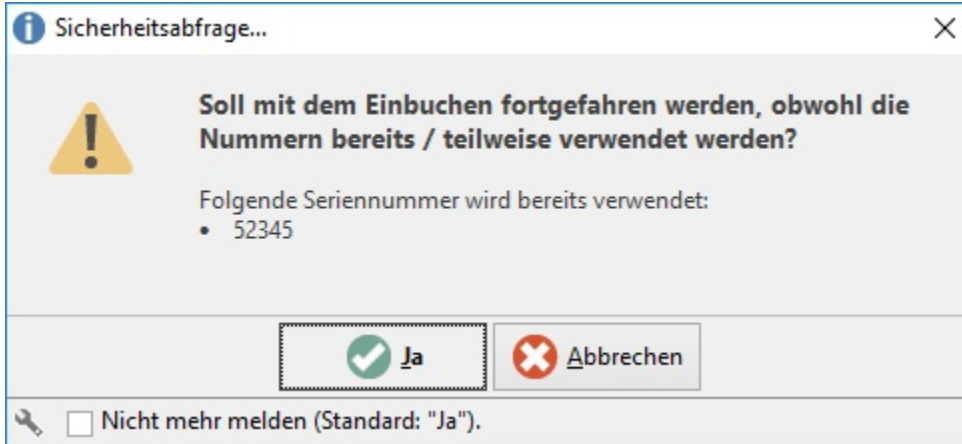 Sicherheitsabfrage...
Soll mit dem Einbuchen fortgefahren werden, obwohl die
Nummern bereits / teilweise verwendet werden?
Folgende Seriennummer wird bereits verwendet:
• 52345
Ja
Abbrechen
Nicht mehr melden (Standard: "Ja").